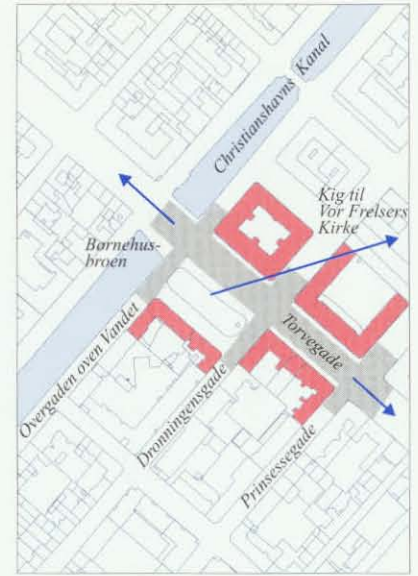 Christianshavns Kanal
Kig til
Vor Frelsers
Kirke
Børnehus-
broen
Torvegade
Overgaden oven Vandet
Dronningensgade
Prinsessegade